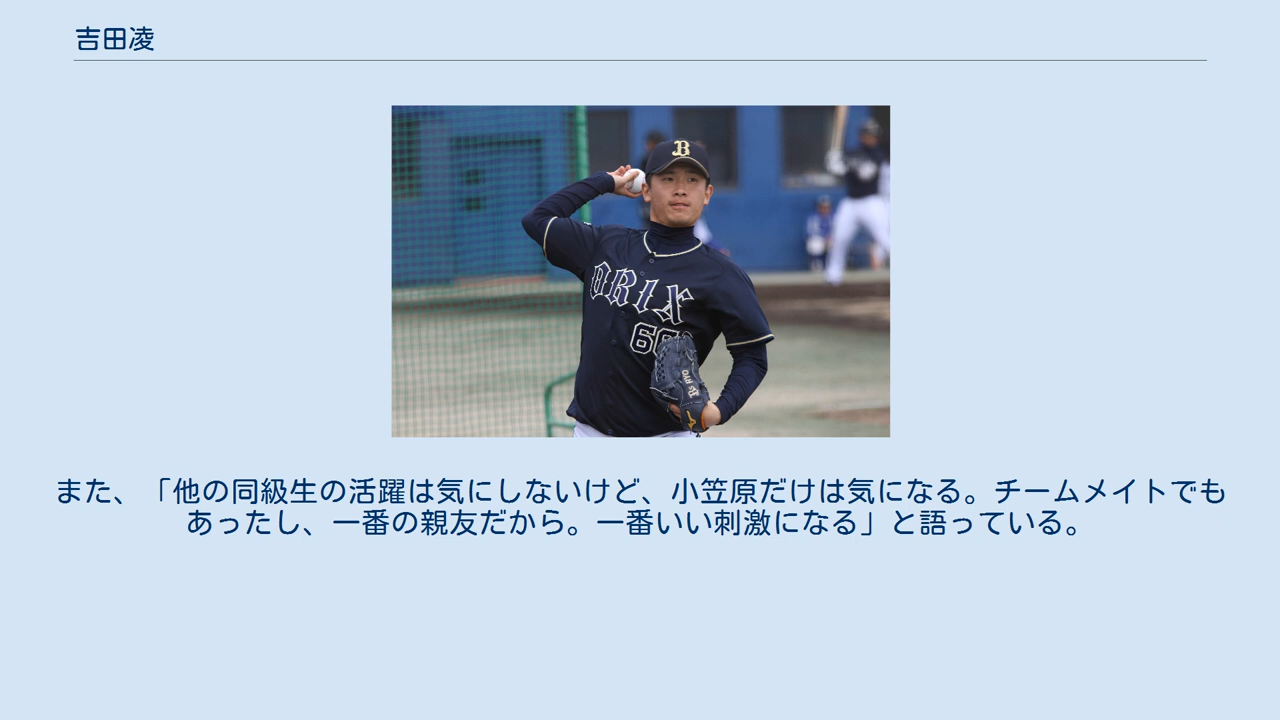 吉田凌
B
ORIX
66
Bs RYO
また、「他の同級生の活躍は気にしないけど、小笠原だけは気になる。チームメイトでも
あったし、一番の親友だから。一番いい刺激になる」と語っている。